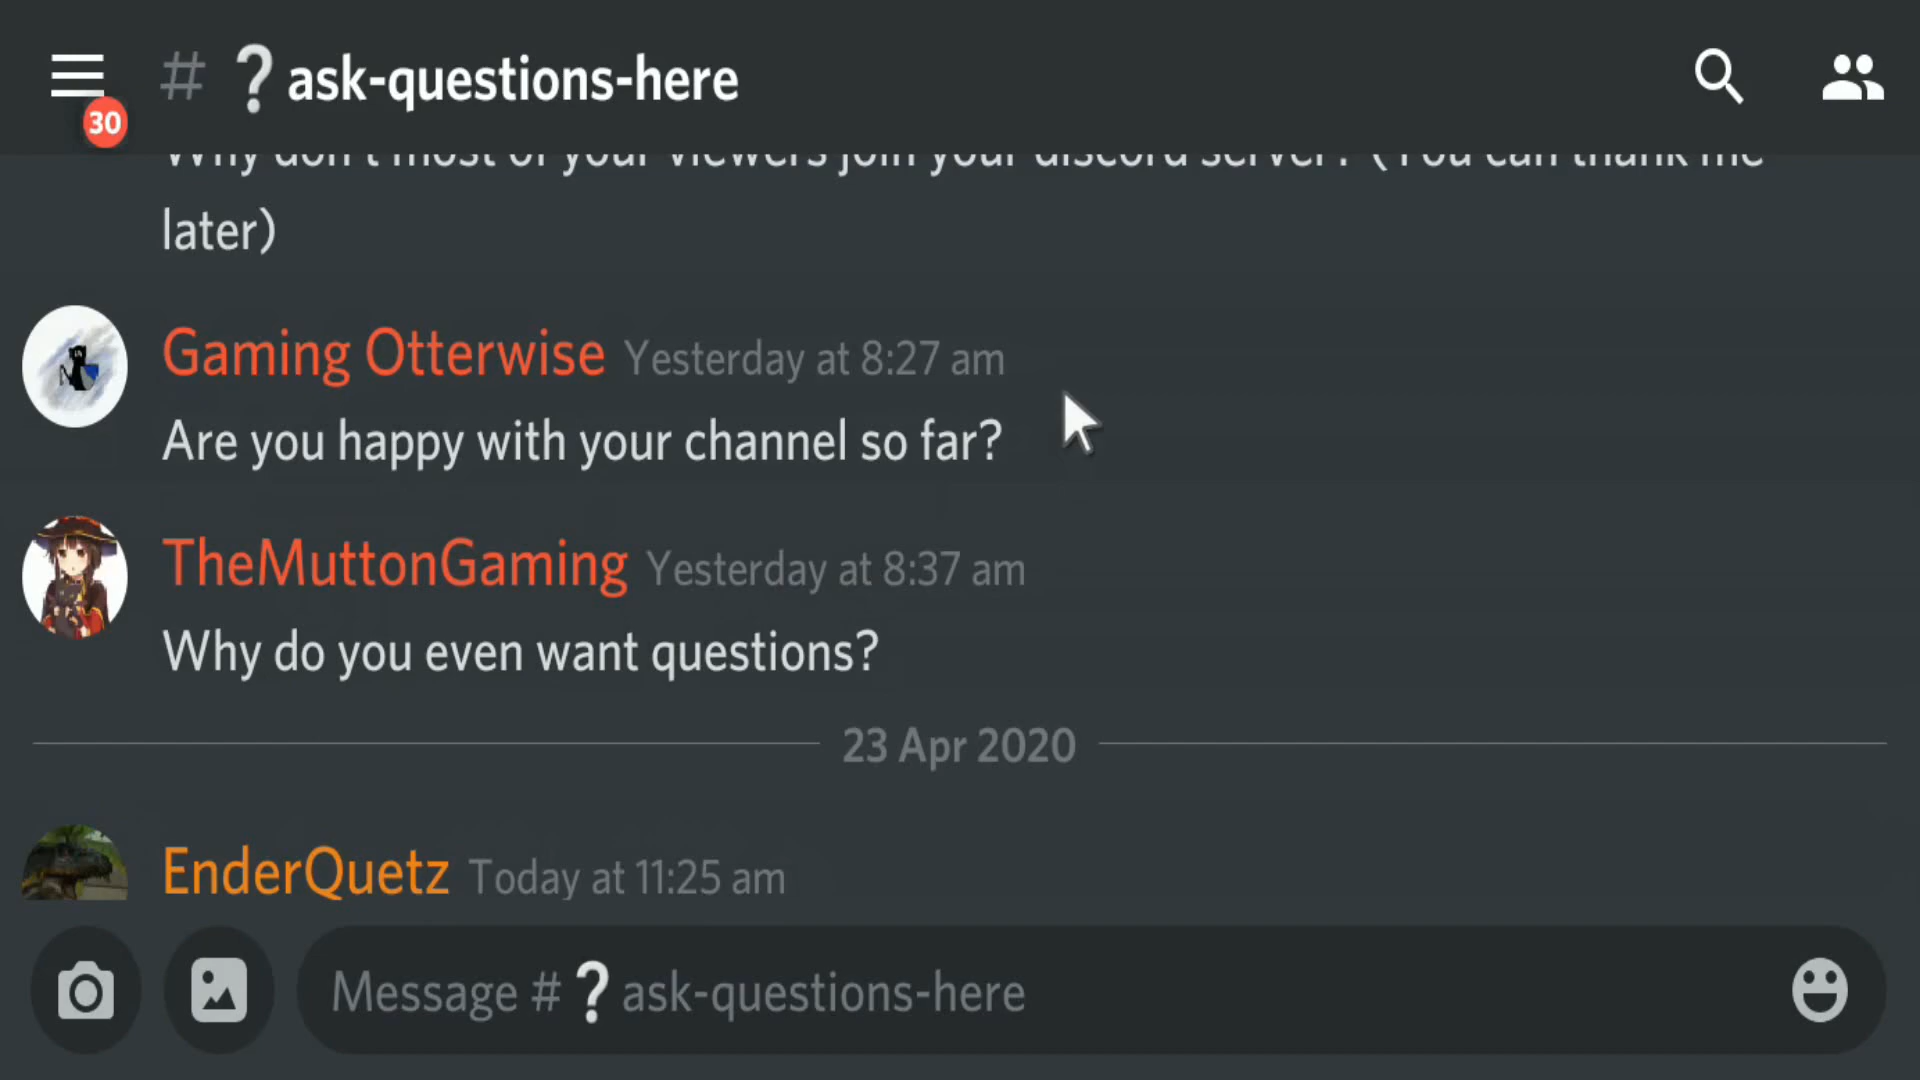 # ❔ask-questions-here
30
Why don't most of your viewers join your discord server? (You can thank me
later)
Gaming Otterwise Yesterday at 8:27 am
Are you happy with your channel so far?
TheMuttonGaming Yesterday at 8:37 am
Why do you even want questions?
23 Apr 2020
EnderQuetz Today at 11:25 am
Message #❔ask-questions-here